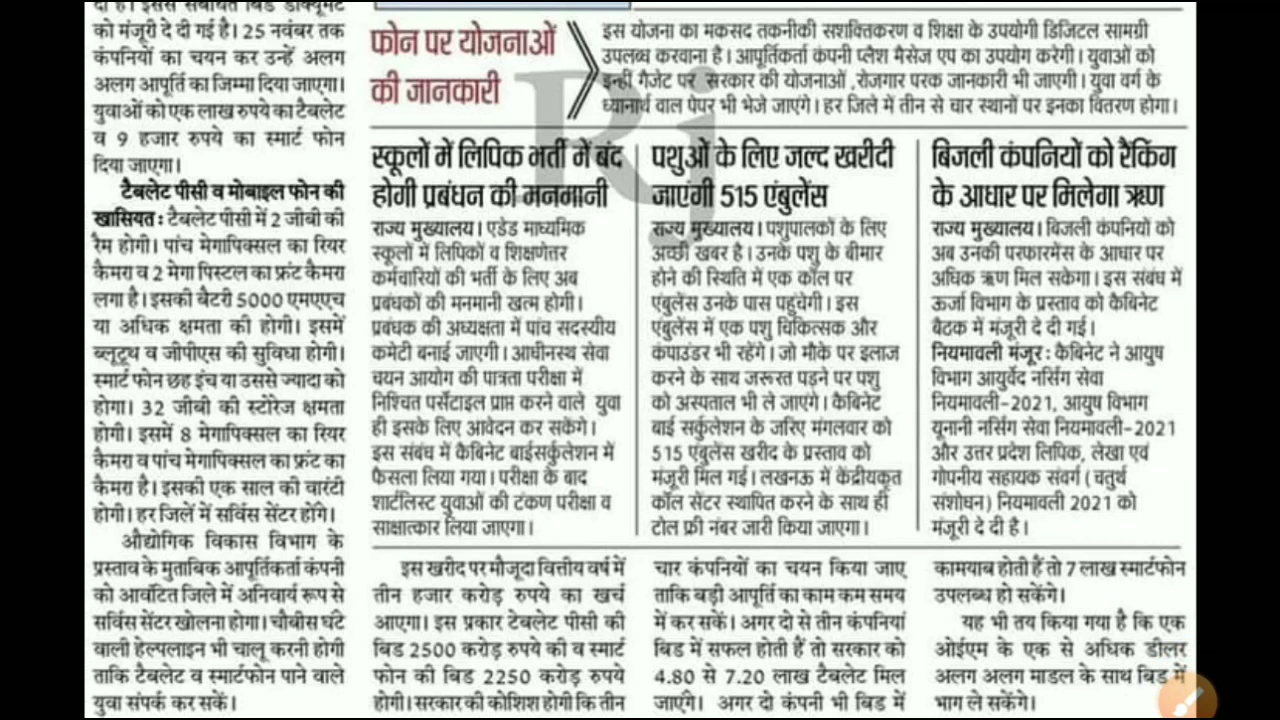 दी है। इससे संबंधित बिड डॉक्यूमेंट
को मंजूरी दे दी गई है। 25 नवंबर तक
कंपनियों का चयन कर उन्हें अलग
अलग आपूर्ति का जिम्मा दिया जाएगा।
युवाओं को एक लाख रुपये का टैबलेट
व 9 हजार रुपये का स्मार्ट फोन
दिया जाएगा।
टैबलेट पीसी व मोबाइल फोन की
खासियत: टैबलेट पीसी में 2 जीबी की
रैम होगी। पांच मेगापिक्सल का रियर
कैमरा व 2 मेगा पिस्टल का फ्रंट कैमरा
लगा है। इसकी बैटरी 5000 एमएएच
या अधिक क्षमता की होगी। इसमें
ब्लूटूथ व जीपीएस की सुविधा होगी।
स्मार्ट फोन छह इंच या उससे ज्यादा को
होगा। 32 जीबी की स्टोरेज क्षमता
होगी। इसमें 8 मेगापिक्सल का रियर
कैमरा व पांच मेगापिक्सल का फ्रंट का
कैमरा है। इसकी एक साल की वारंटी
होगी। हर जिलें में सर्विस सेंटर होंगे।
औद्योगिक विकास विभाग के
प्रस्ताव के मुताबिक आपूर्तिकर्ता कंपनी
को आवंटित जिले में अनिवार्य रूप से
सर्विस सेंटर खोलना होगा। चौबीस घंटे
वाली हेल्पलाइन भी चालू करनी होगी
ताकि टैबलेट व स्मार्टफोन पाने वाले
युवा संपर्क कर सकें।
फोन पर योजनाओं
की जानकारी
इस योजना का मकसद तकनीकी सशक्तिकरण व शिक्षा के उपयोगी डिजिटल सामग्री
उपलब्ध करवाना है। आपूर्तिकर्ता कंपनी प्लैश मैसेज एप का उपयोग करेगी। युवाओं को
इन्हीं गैजेट पर सरकार की योजनाओं ,रोजगार परक जानकारी भी जाएगी। युवा वर्ग के
ध्यानार्थ वाल पेपर भी भेजे जाएंगे। हर जिले में तीन से चार स्थानों पर इनका वितरण होगा।
Rj
स्कूलों में लिपिक भर्ती में बंद
होगी प्रबंधन की मनमानी
राज्य मुख्यालय। एडेड माध्यमिक
स्कूलों में लिपिकों व शिक्षणेत्तर
कर्मचारियों की भर्ती के लिए अब
प्रबंधकों की मनमानी खत्म होगी।
प्रबंधक की अध्यक्षता में पांच सदस्यीय
कमेटी बनाई जाएगी। आधीनस्थ सेवा
चयन आयोग की पात्रता परीक्षा में
निश्चित पर्सेंटाइल प्राप्त करने वाले युवा
ही इसके लिए आवेदन कर सकेंगे।
इस संबंध में कैबिनेट बाईसर्कुलेशन में
फैसला लिया गया। परीक्षा के बाद
शार्टलिस्ट युवाओं की टंकण परीक्षा व
साक्षात्कार लिया जाएगा।
पशुओं के लिए जल्द खरीदी
जाएंगी 515 एंबुलेंस
राज्य मुख्यालय। पशुपालकों के लिए
अच्छी खबर है। उनके पशु के बीमार
होने की स्थिति में एक कॉल पर
एंबुलेंस उनके पास पहुंचेगी। इस
एंबुलेंस में एक पशु चिकित्सक और
कंपाउंडर भी रहेंगे। जो मौके पर इलाज
करने के साथ जरूरत पड़ने पर पशु
को अस्पताल भी ले जाएंगे। कैबिनेट
बाई सर्कुलेशन के जरिए मंगलवार को
515 एंबुलेंस खरीद के प्रस्ताव को
मंजूरी मिल गई। लखनऊ में केंद्रीयकृत
कॉल सेंटर स्थापित करने के साथ ही
टोल फ्री नंबर जारी किया जाएगा।
बिजली कंपनियों को रैंकिंग
के आधार पर मिलेगा ऋण
राज्य मुख्यालय। बिजली कंपनियों को
अब उनकी परफारमेंस के आधार पर
अधिक ऋण मिल सकेगा। इस संबंध में
ऊर्जा विभाग के प्रस्ताव को कैबिनेट
बैठक में मंजूरी दे दी गई।
नियमावली मंजूर: कैबिनेट ने आयुष
विभाग आयुर्वेद नर्सिंग सेवा
नियमावली-2021, आयुष विभाग
यूनानी नर्सिंग सेवा नियमावली-2021
और उत्तर प्रदेश लिपिक, लेखा एवं
गोपनीय सहायक संवर्ग (चतुर्थ
संशोधन) नियमावली 2021 को
मंजूरी दे दी है।
इस खरीद पर मौजूदा वित्तीय वर्ष में
तीन हजार करोड़ रुपये का खर्च
आएगा। इस प्रकार टेबलेट पीसी की
बिड 2500 करोड़ रुपये की व स्मार्ट
फोन की बिड 2250 करोड़ रुपये
होगी। सरकार की कोशिश होगी कि तीन
चार कंपनियों का चयन किया जाए
ताकि बड़ी आपूर्ति का काम कम समय
में कर सकें। अगर दो से तीन कंपनियां
बिड में सफल होती हैं तो सरकार को
4.80 से 7.20 लाख टैबलेट मिल
जाएंगे। अगर दो कंपनी भी बिड में
कामयाब होती हैं तो 7 लाख स्मार्टफोन
उपलब्ध हो सकेंगे।
यह भी तय किया गया है कि एक
ओईएम के एक से अधिक डीलर
अलग अलग माडल के साथ बिड में
भाग ले सकेंगे।